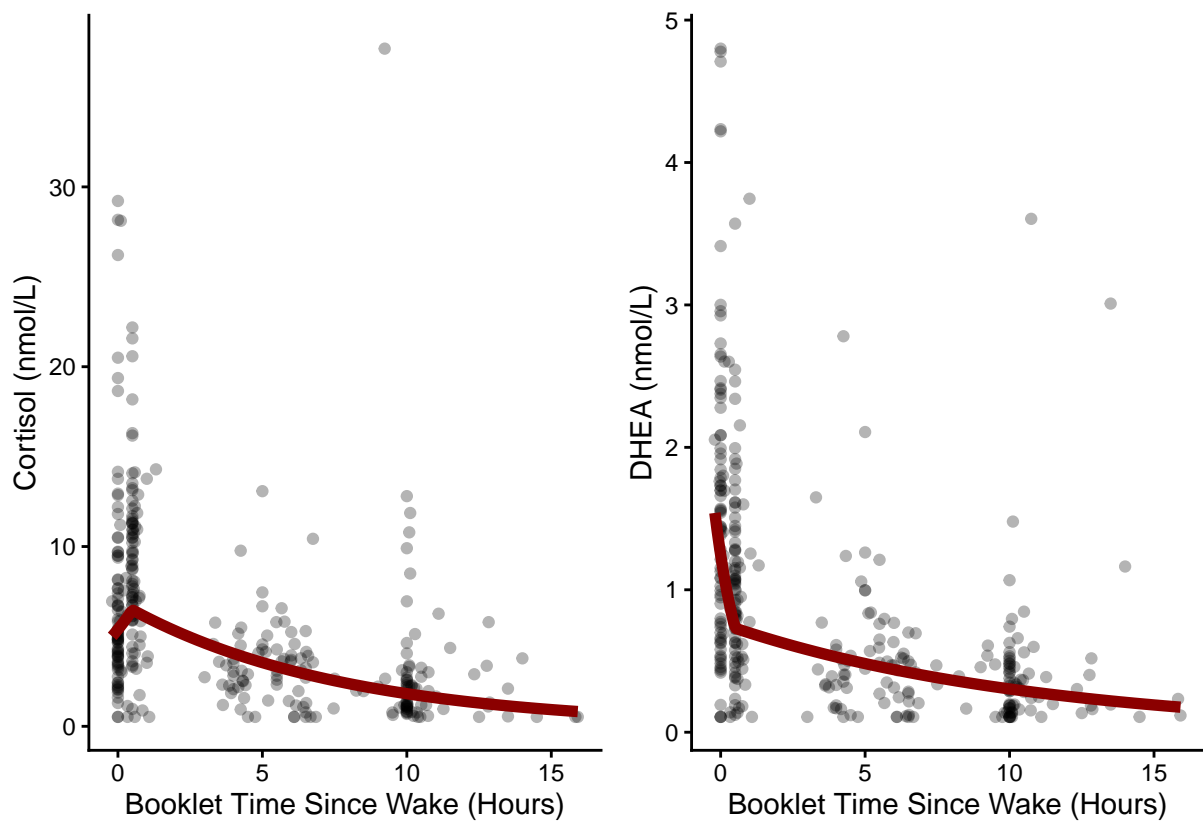 Cortisol (nmol/L)
30
20
10
0
0 5 10 15
Booklet Time Since Wake (Hours)
DHEA (nmol/L)
5
4
3
2
1
0
0 5 10 15
Booklet Time Since Wake (Hours)